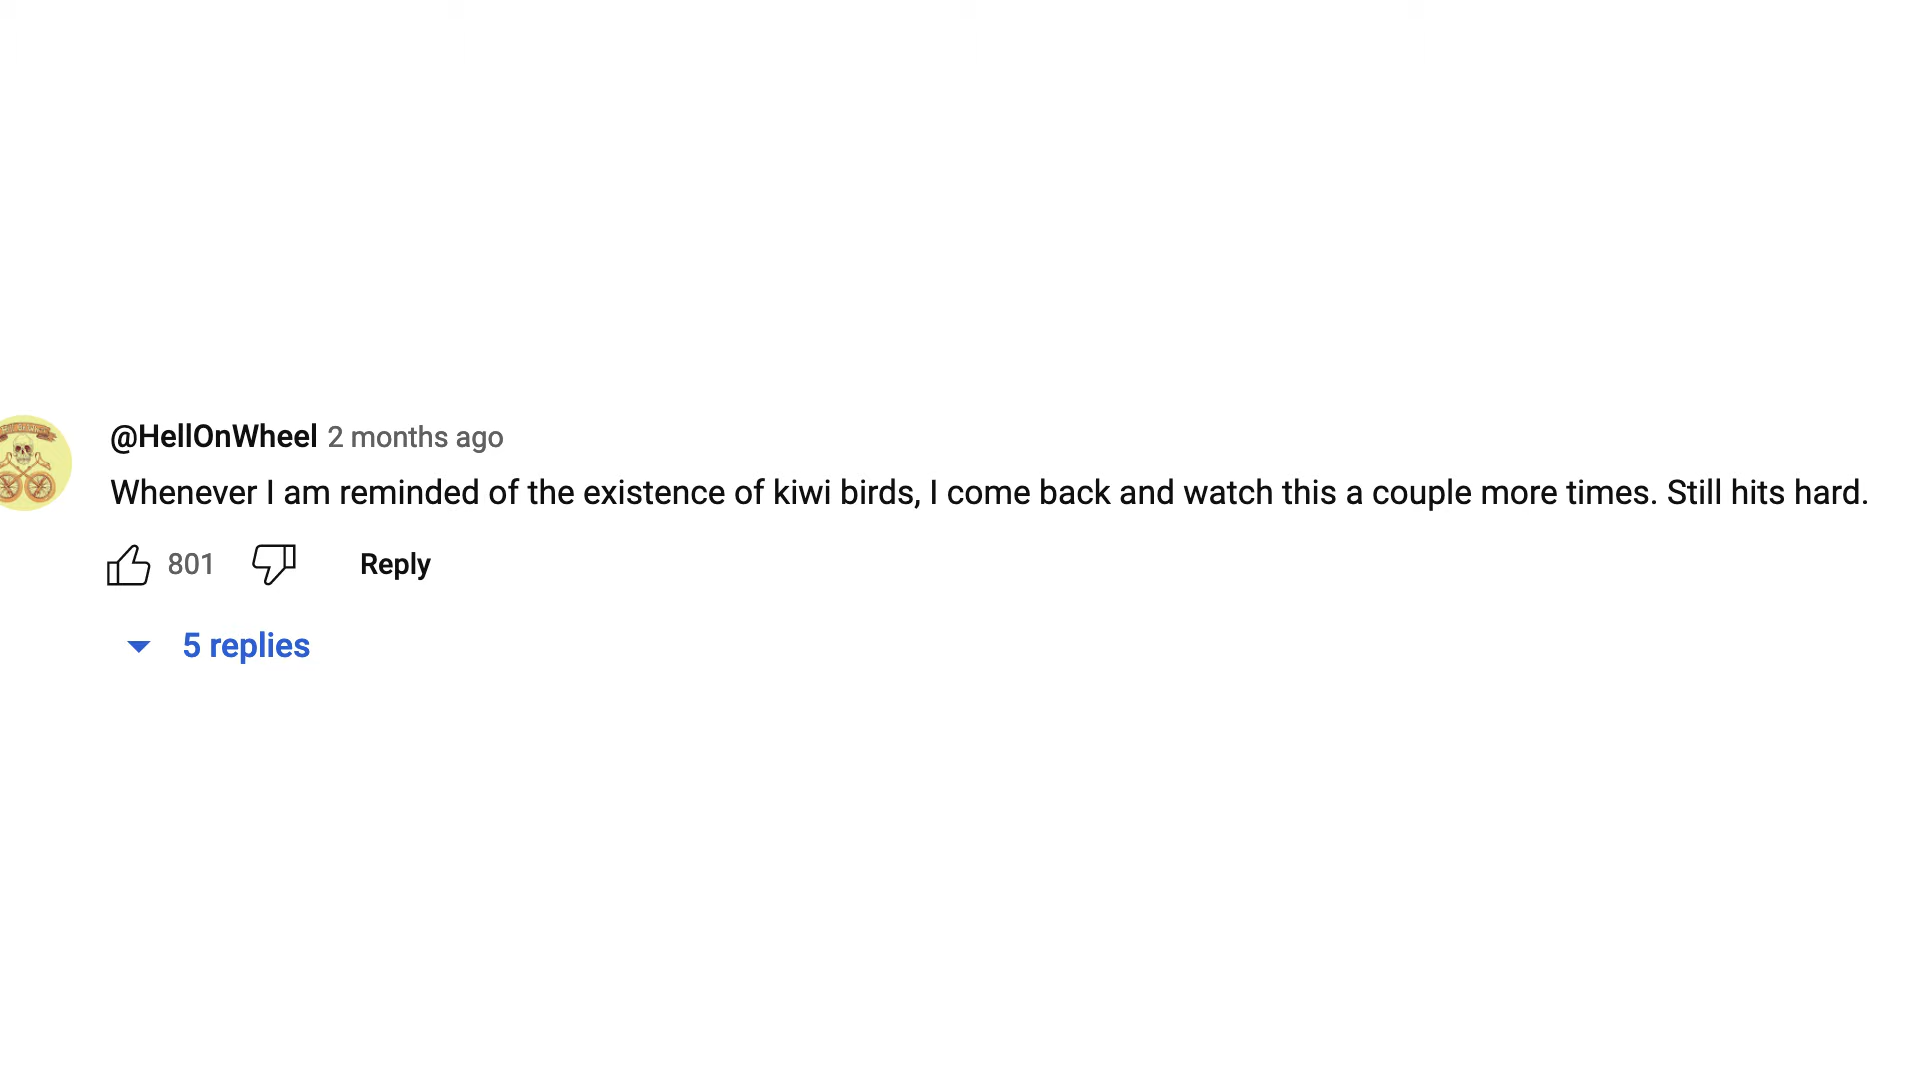 @HellOnWheel 2 months ago
Whenever I am reminded of the existence of kiwi birds, I come back and watch this a couple more times. Still hits hard.
801 Reply
5 replies